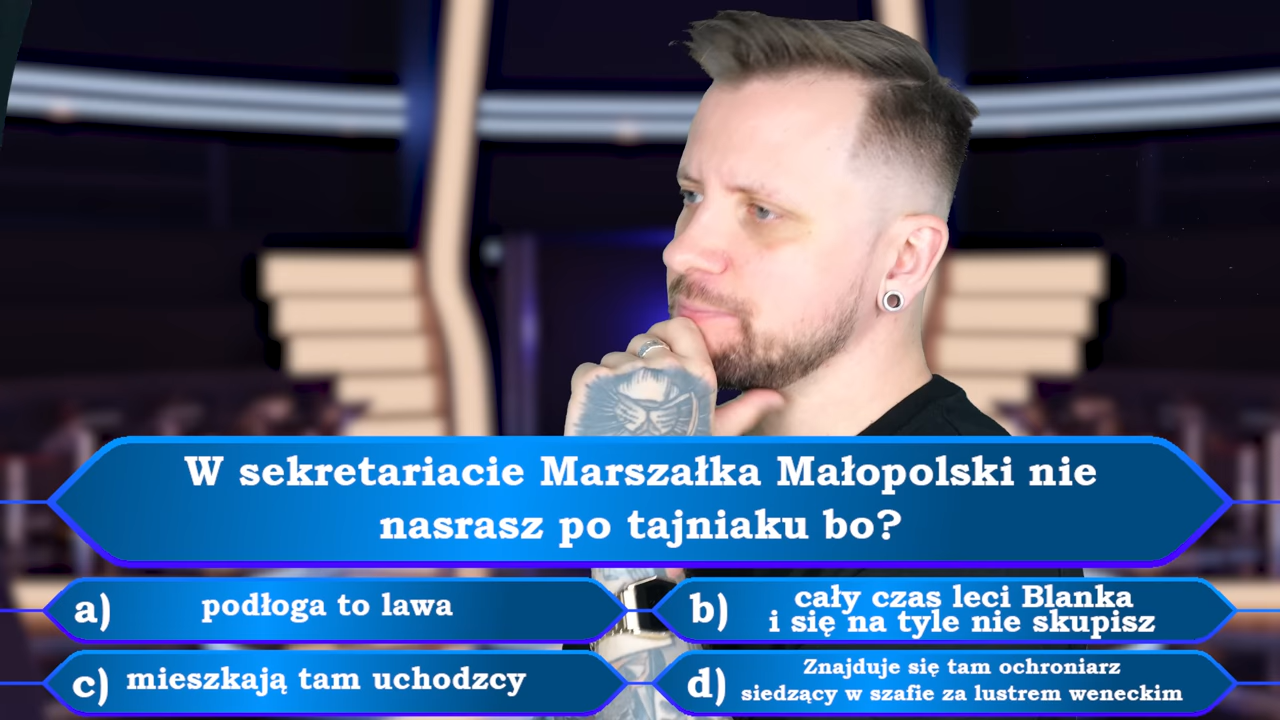 W sekretariacie Marszałka Małopolski nie
nasrasz po tajniaku bo?
a) podłoga to lawa
b) cały czas leci Blanka
i się na tyle nie skupisz
c) mieszkają tam uchodzcy
d) Znajduje się tam ochroniarz
siedzący w szafie za lustrem weneckim